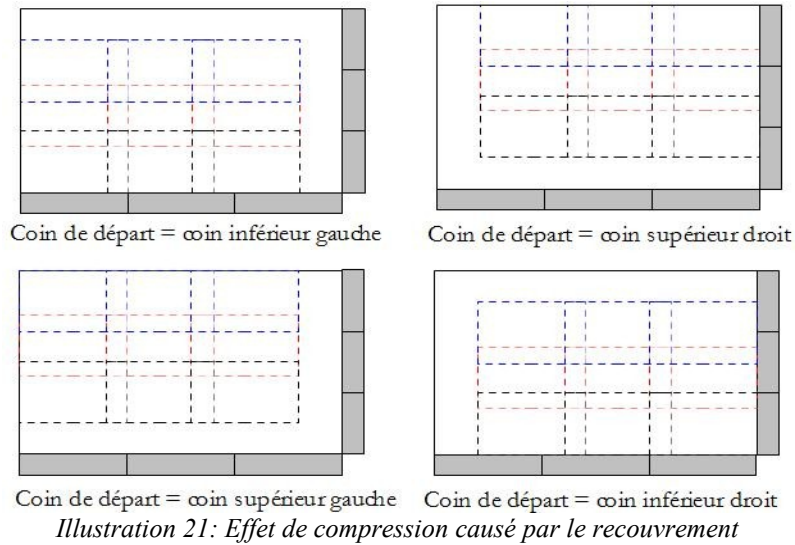 Coin de départ = coin inférieur gauche
Coin de départ = coin supérieur droit
Coin de départ = coin supérieur gauche
Coin de départ = coin inférieur droit
Illustration 21: Effet de compression causé par le recouvrement